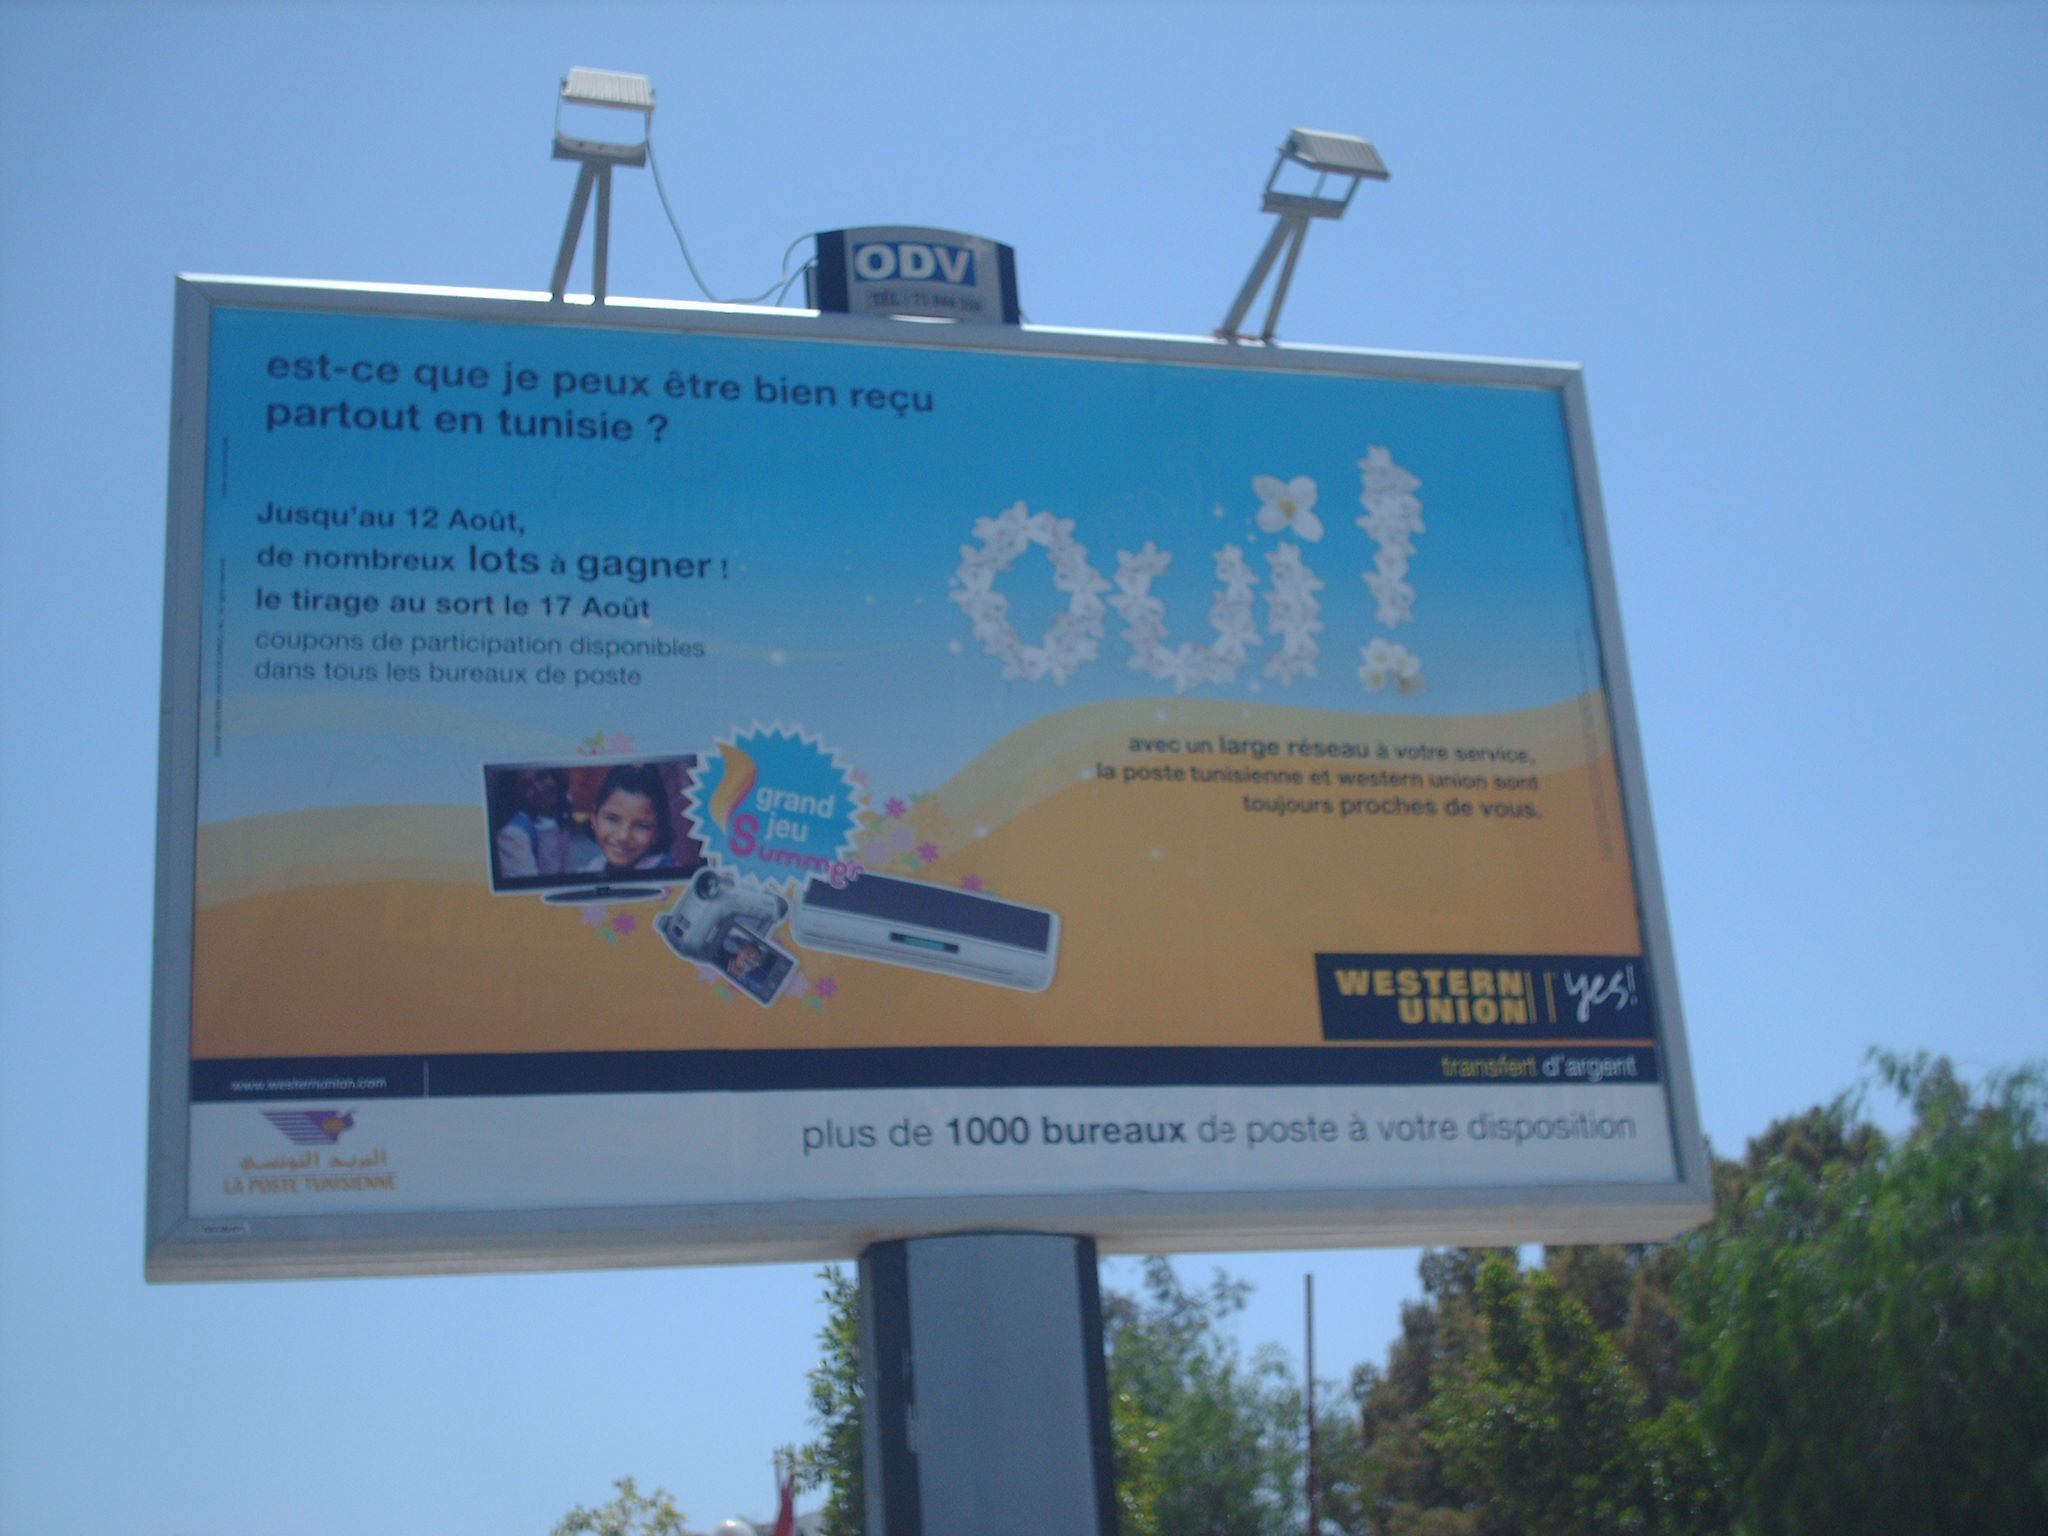 ODV
est-ce que je peux être bien reçu
partout en tunisie ?
Jusqu'au 12 Août,
de nombreux lots à gagner !
le tirage au sort le 17 Août
coupons de participation disponibles
dans tous les bureaux de poste
oui!
grand
jeu
Summer
avec un large réseau à votre service,
la poste tunisienne et western union sont
toujours proches de vous.
WESTERN
UNION
yes!
transfert d'argent
www.westernunion.com
البريد التونسي
LA POSTE TUNISIENNE
plus de 1000 bureaux de poste à votre disposition